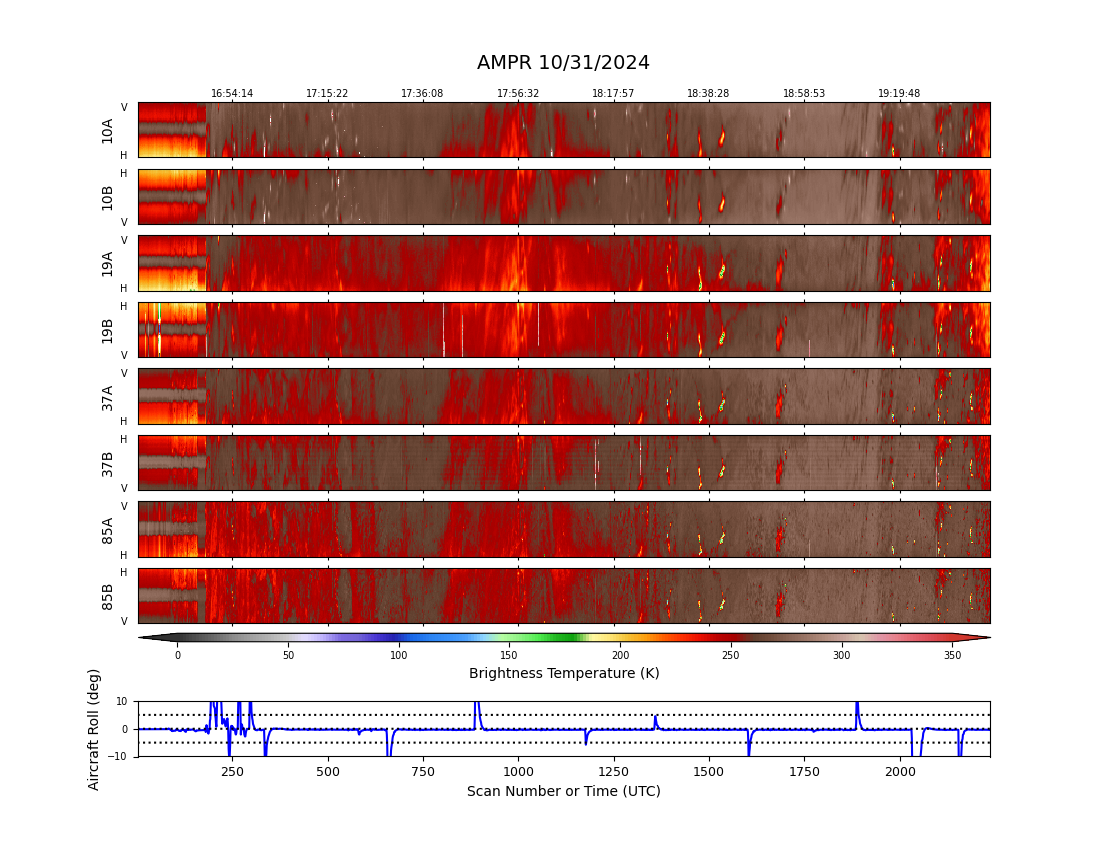 AMPR 10/31/2024
16:54:14 17:15:22 17:36:08 17:56:32 18:17:57 18:38:28 18:58:53 19:19:48
V
10A
H
H
10B
V
V
19A
H
H
19B
V
V
37A
H
H
37B
V
V
85A
H
H
85B
V
0 50 100 150 200 250 300 350
Brightness Temperature (K)
Aircraft Roll (deg)
10
0
−10
250 500 750 1000 1250 1500 1750 2000
Scan Number or Time (UTC)